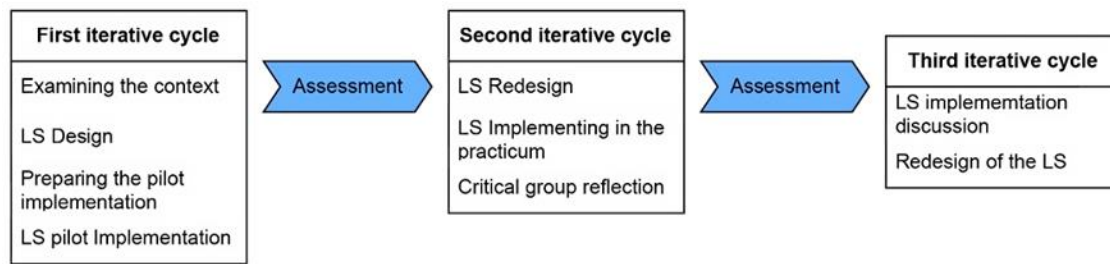 First iterative cycle
Examining the context
LS Design
Preparing the pilot
implementation
LS pilot Implementation
Assessment
Second iterative cycle
LS Redesign
LS Implementing in the
practicum
Critical group reflection
Assessment
Third iterative cycle
LS implememtation
discussion
Redesign of the LS